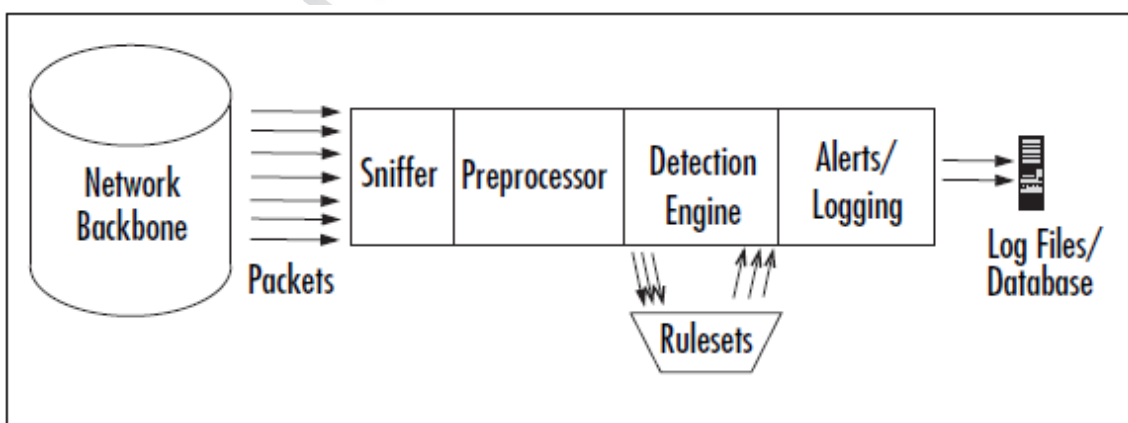 Network
Backbone
Packets
Sniffer
Preprocessor
Detection
Engine
Alerts/
Logging
Rulesets
Log Files/
Database